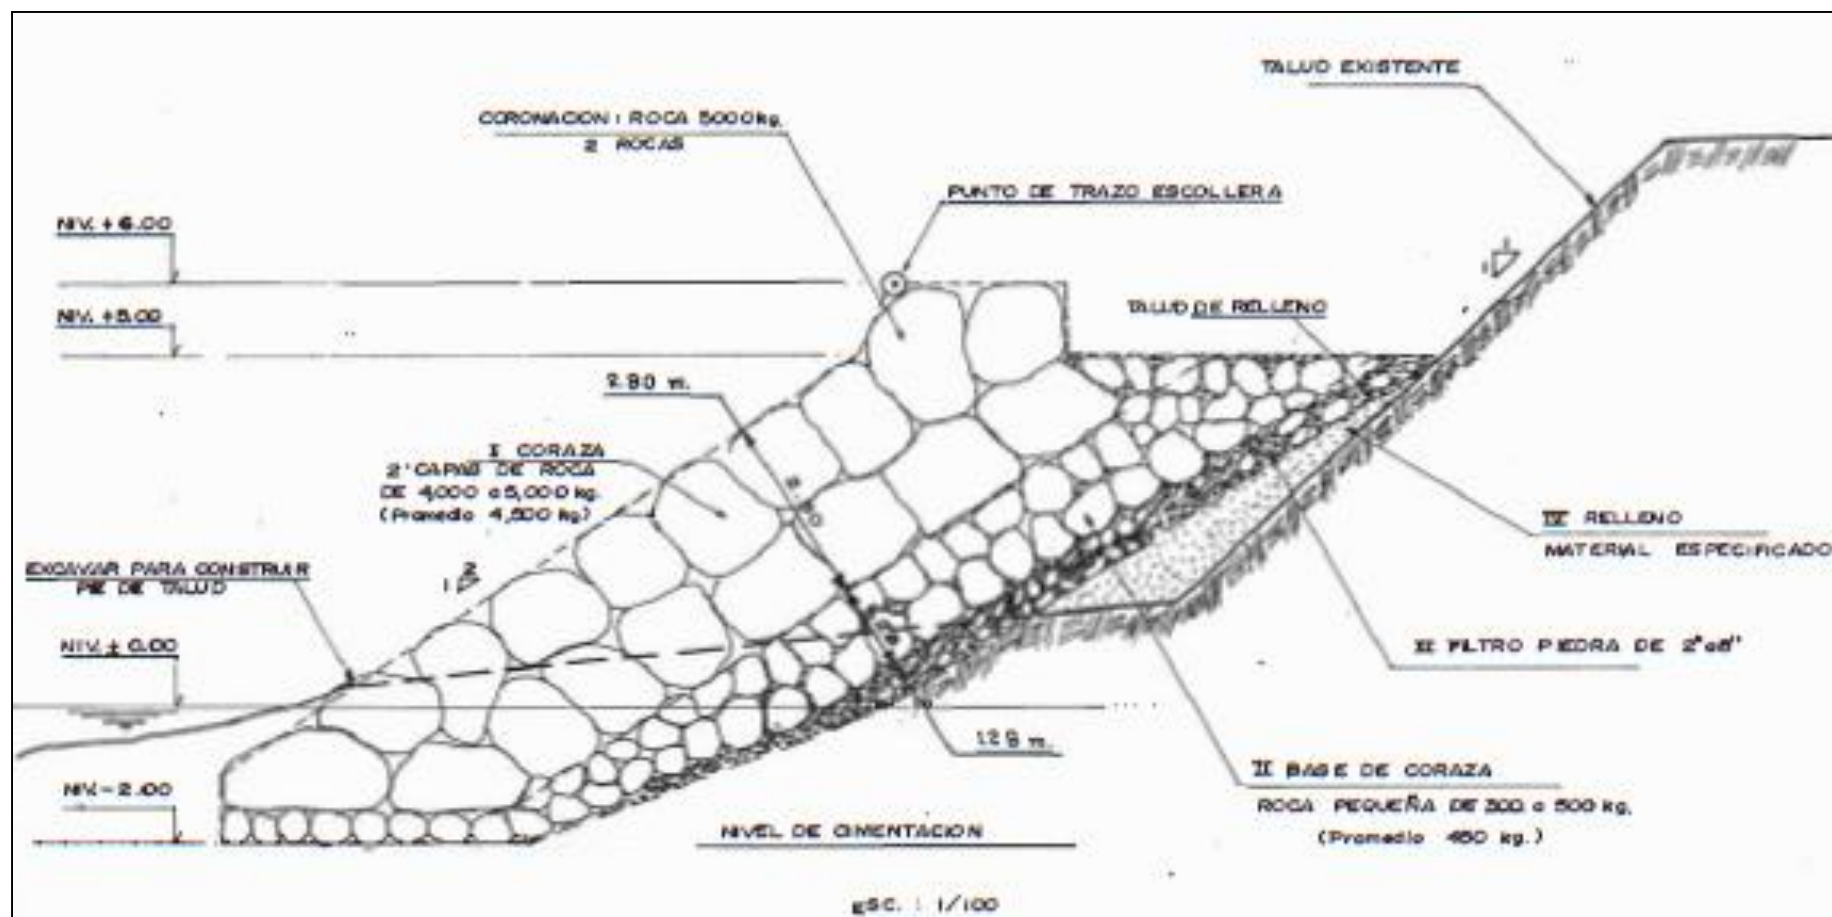 TALUD EXISTENTE
CORONACION : ROCA 5000 kg.
2 ROCAS
PUNTO DE TRAZO ESCOLLERA
NIV. + 6.00
NIV. +5.00
TALUD DE RELLENO
1
1
2.80 m.
I CORAZA
2 CAPAS DE ROCA
DE 4,000 a 5,000 kg.
(Promedio 4,500 kg.)
IV RELLENO
MATERIAL ESPECIFICADO
EXCAVAR PARA CONSTRUIR
PIE DE TALUD
2
1
NIV. ± 0.00
III FILTRO PIEDRA DE 2" a 8"
1.28 m.
NIV. - 2.00
II BASE DE CORAZA
ROCA PEQUEÑA DE 300 a 500 kg.
(Promedio 450 kg.)
NIVEL DE CIMENTACION
ESC. : 1/100